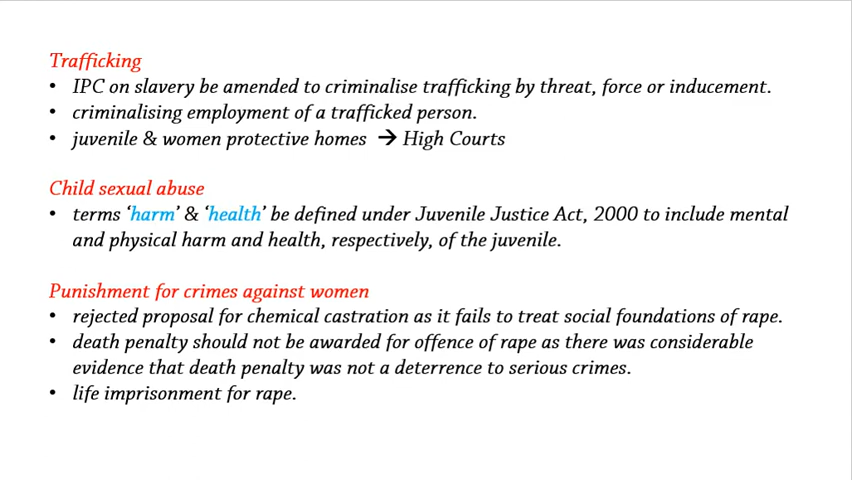 Trafficking
• IPC on slavery be amended to criminalise trafficking by threat, force or inducement.
• criminalising employment of a trafficked person.
• juvenile & women protective homes → High Courts
Child sexual abuse
• terms ‘harm’ & ‘health’ be defined under Juvenile Justice Act, 2000 to include mental
and physical harm and health, respectively, of the juvenile.
Punishment for crimes against women
• rejected proposal for chemical castration as it fails to treat social foundations of rape.
• death penalty should not be awarded for offence of rape as there was considerable
evidence that death penalty was not a deterrence to serious crimes.
• life imprisonment for rape.